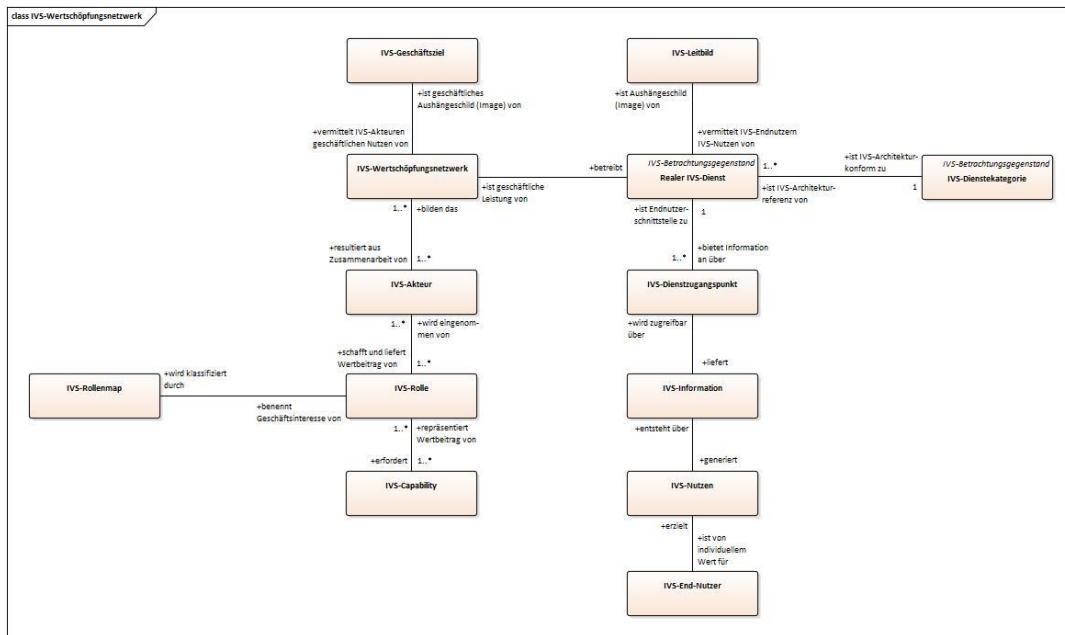 class IVS-Wertschöpfungsnetzwerk
IVS-Geschäftsziel
IVS-Leitbild
+ist geschäftliches
Aushängeschild (Image) von
+ist Aushängeschild
(Image) von
+vermittelt IVS-Akteuren
geschäftlichen Nutzen von
+vermittelt IVS-Endnutzern
IVS-Nutzen von
IVS-Wertschöpfungsnetzwerk
+ist geschäftliche
Leistung von
+betreibt
IVS-Betrachtungsgegenstand
Realer IVS-Dienst
1..*
+ist IVS-Architektur-
konform zu
+ist IVS-Architektur-
referenz von
1
IVS-Betrachtungsgegenstand
IVS-Dienstekategorie
1..*
+bilden das
+ist Endnutzer-
schnittstelle zu
1
+resultiert aus
Zusammenarbeit von
1..*
1..*
+bietet Information
an über
IVS-Akteur
IVS-Dienstzugangspunkt
1..*
+wird eingenom-
men von
+wird zugreifbar
über
+schafft und liefert
Wertbeitrag von
1..*
+liefert
IVS-Rollenmap
+wird klassifiziert
durch
+benennt
Geschäftsinteresse von
IVS-Rolle
IVS-Information
1..*
+repräsentiert
Wertbeitrag von
+entsteht über
+erfordert
1..*
+generiert
IVS-Capability
IVS-Nutzen
+erzielt
+ist von
individuellem
Wert für
IVS-End-Nutzer